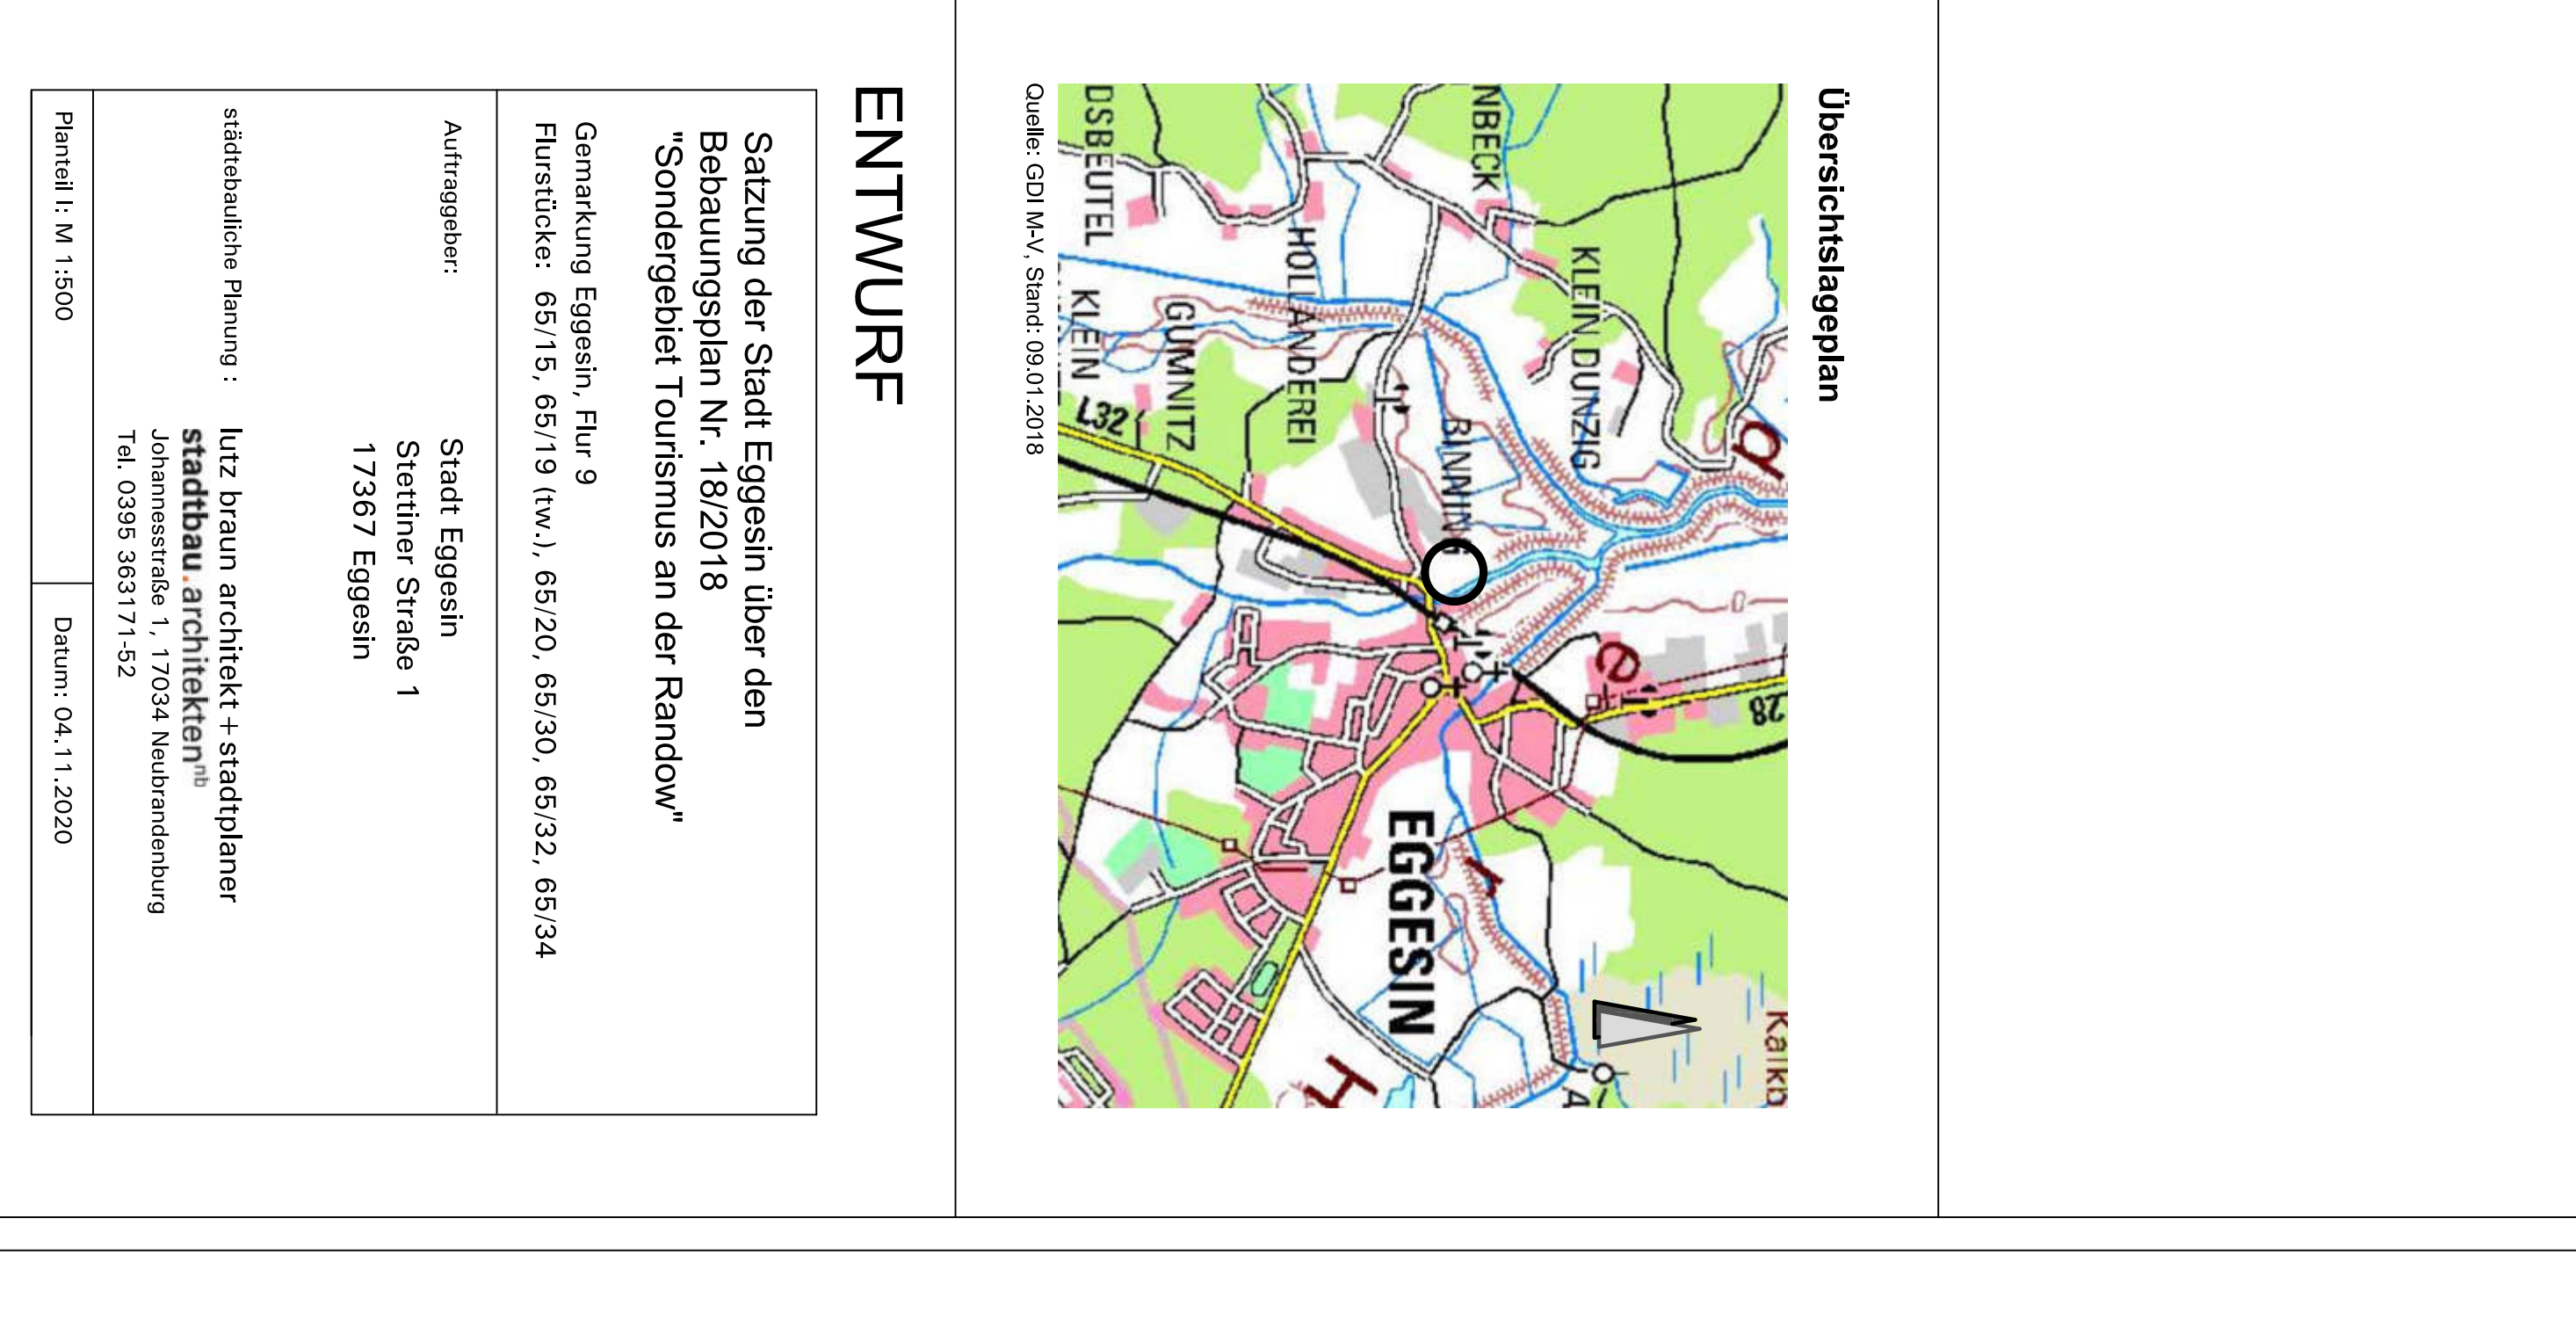 Übersichtslageplan
NBECK
DSBEUTEL
KLEIN DUNZIG
HOLLÄNDEREI
GUMNITZ
KLEIN
BINNING
L32
28
EGGESIN
Kalkb
d
e
r
H
A
Quelle: GDI M-V, Stand: 09.01.2018
ENTWURF
Satzung der Stadt Eggesin über den
Bebauungsplan Nr. 18/2018
"Sondergebiet Tourismus an der Randow"
Gemarkung Eggesin, Flur 9
Flurstücke: 65/15, 65/19 (tw.), 65/20, 65/30, 65/32, 65/34
Auftraggeber: Stadt Eggesin
Stettiner Straße 1
17367 Eggesin
städtebauliche Planung : lutz braun architekt + stadtplaner
stadtbau.architekten nb
Johannesstraße 1, 17034 Neubrandenburg
Tel. 0395 363171-52
Planteil I: M 1:500 Datum: 04.11.2020